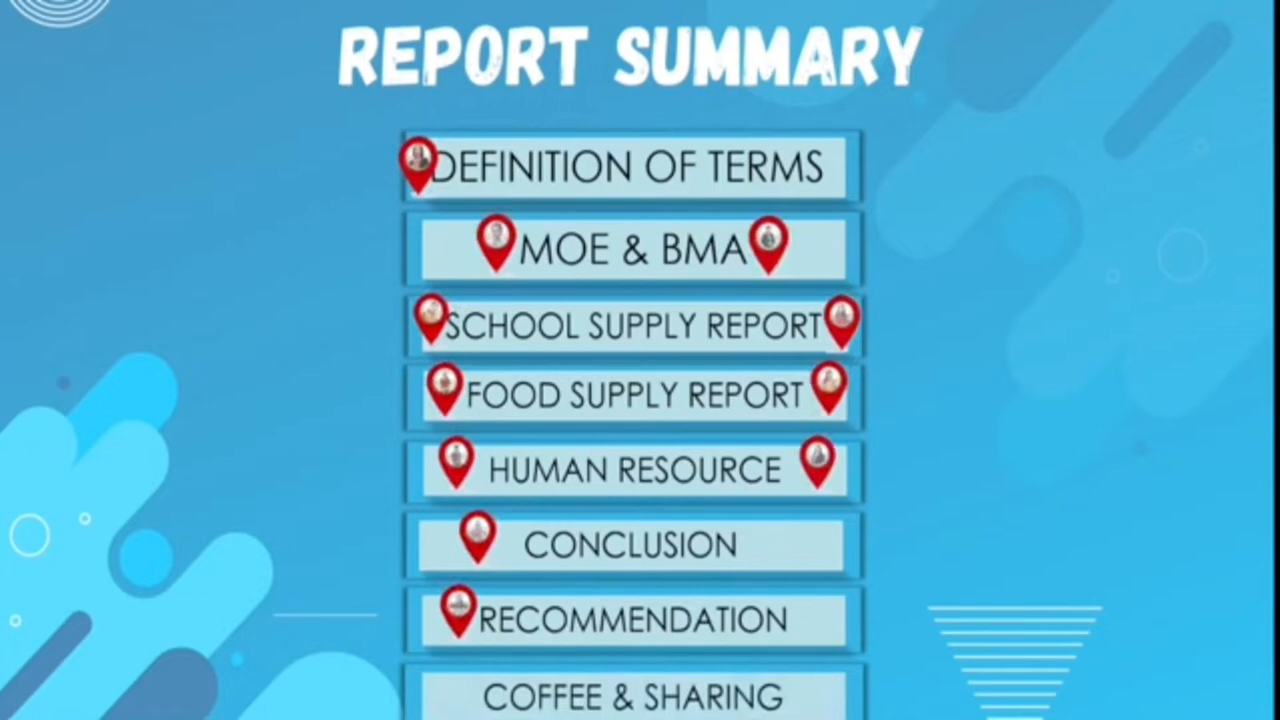 REPORT SUMMARY
DEFINITION OF TERMS
MOE & BMA
SCHOOL SUPPLY REPORT
FOOD SUPPLY REPORT
HUMAN RESOURCE
CONCLUSION
RECOMMENDATION
COFFEE & SHARING